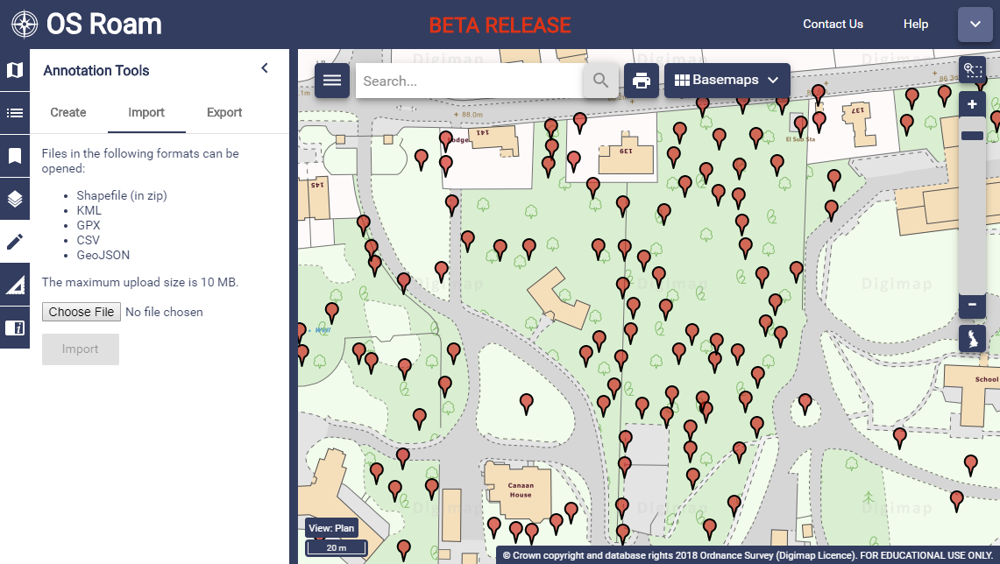 OS Roam
BETA RELEASE
Contact Us
Help
Annotation Tools
Create
Import
Export
Files in the following formats can be
opened:
Shapefile (in zip)
KML
GPX
CSV
GeoJSON
The maximum upload size is 10 MB.
Choose File No file chosen
Import
Digimap
Digimap
Digimap
Search...
Basemaps
+ 88.0m
141
Lodge
139
137
El Sub Sta
145
Digimap
Digimap
Digimap
School
Canaan
House
Digimap
Digimap
Digimap
View: Plan
20 m
© Crown copyright and database rights 2018 Ordnance Survey (Digimap Licence). FOR EDUCATIONAL USE ONLY